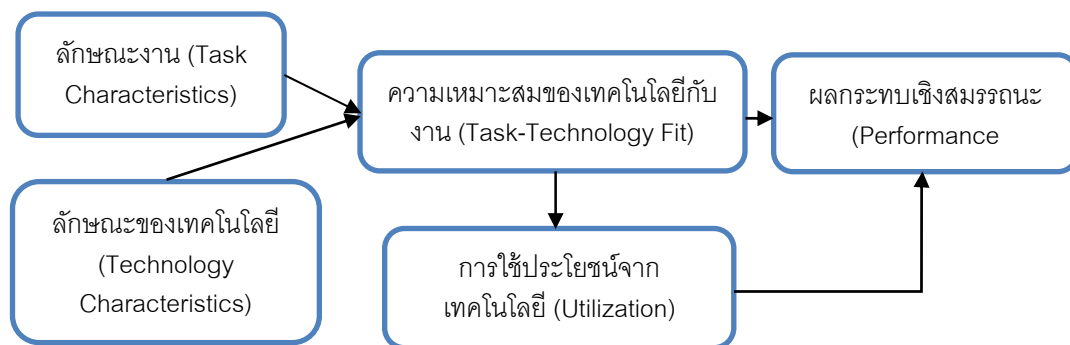 ลักษณะงาน (Task
Characteristics)
ลักษณะของเทคโนโลยี
(Technology
Characteristics)
ความเหมาะสมของเทคโนโลยีกับ
งาน (Task-Technology Fit)
การใช้ประโยชน์จาก
เทคโนโลยี (Utilization)
ผลกระทบเชิงสมรรถนะ
(Performance